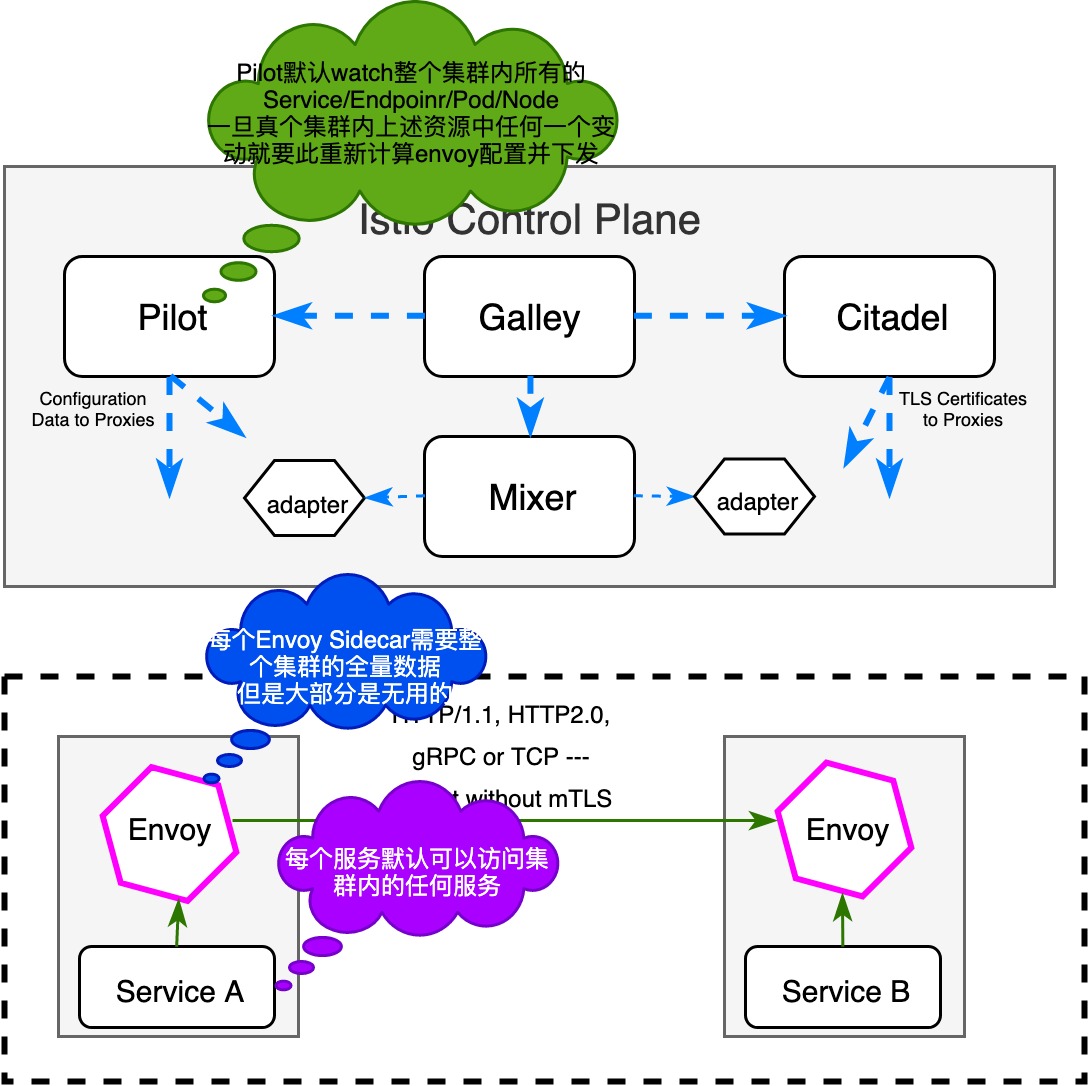 Pilot默认watch整个集群内所有的
Service/Endpoinr/Pod/Node
一旦真个集群内上述资源中任何一个变
动就要此重新计算envoy配置并下发
Istio Control Plane
Pilot
Galley
Citadel
Configuration
Data to Proxies
TLS Certificates
to Proxies
adapter
Mixer
adapter
每个Envoy Sidecar需要整
个集群的全量数据
但是大部分是无用的
HTTP/1.1, HTTP2.0,
gRPC or TCP ---
without mTLS
Envoy
Envoy
每个服务默认可以访问集
群内的任何服务
Service A
Service B